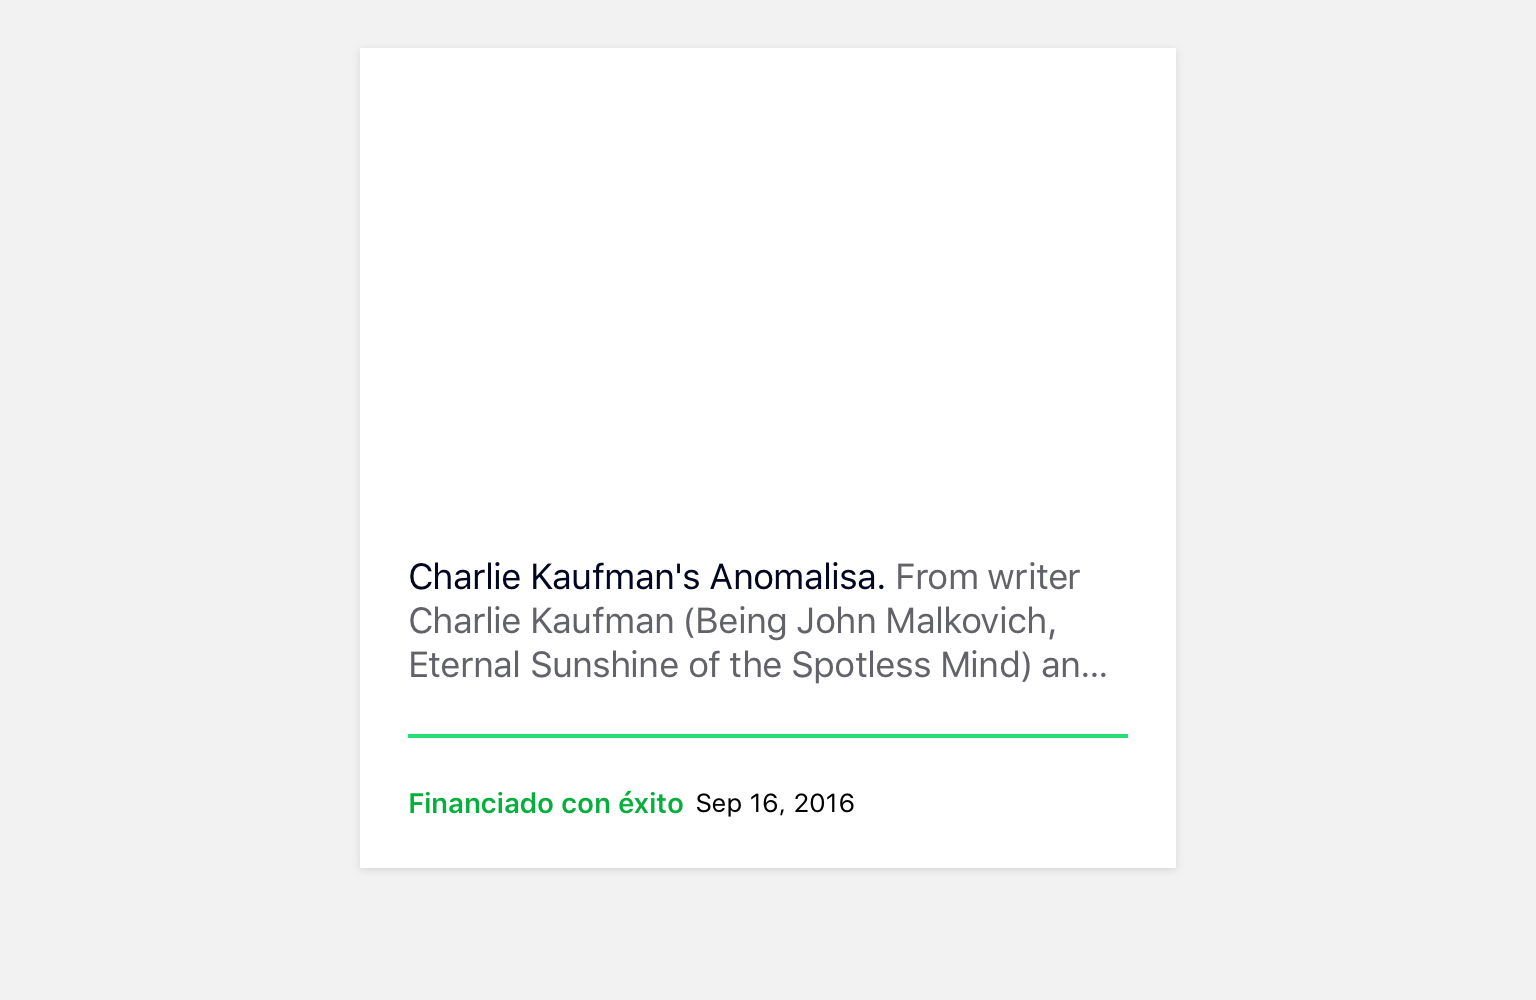 Charlie Kaufman's Anomalisa. From writer
Charlie Kaufman (Being John Malkovich,
Eternal Sunshine of the Spotless Mind) an…
Financiado con éxito Sep 16, 2016